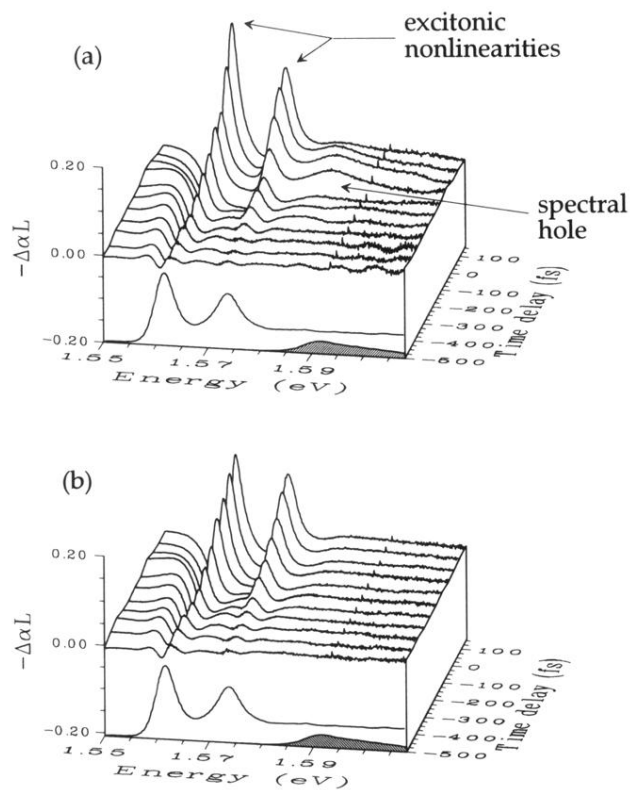 excitonic
nonlinearities
(a)
0.20
0.00
-0.20
−ΔαL
spectral
hole
100
0
-100
-200
-300
-400
-500
Time delay (fs)
1.55
1.57
1.59
Energy (eV)
(b)
0.20
0.00
-0.20
−ΔαL
100
0
-100
-200
-300
-400
-500
Time delay (fs)
1.55
1.57
1.59
Energy (eV)